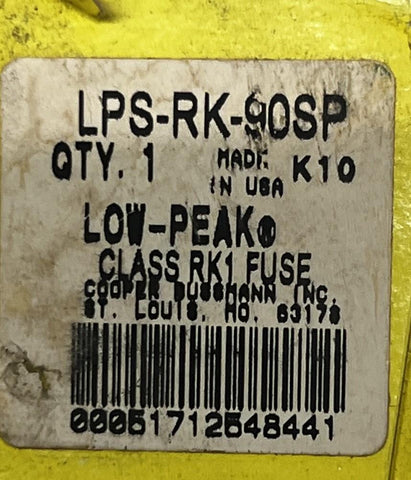 LPS-RK-90SP
QTY. 1 MADE IN USA K10
LOW-PEAK®
CLASS RK1 FUSE
COOPER BUSSMANN INC.
ST. LOUIS, MO. 63178
00051712548441